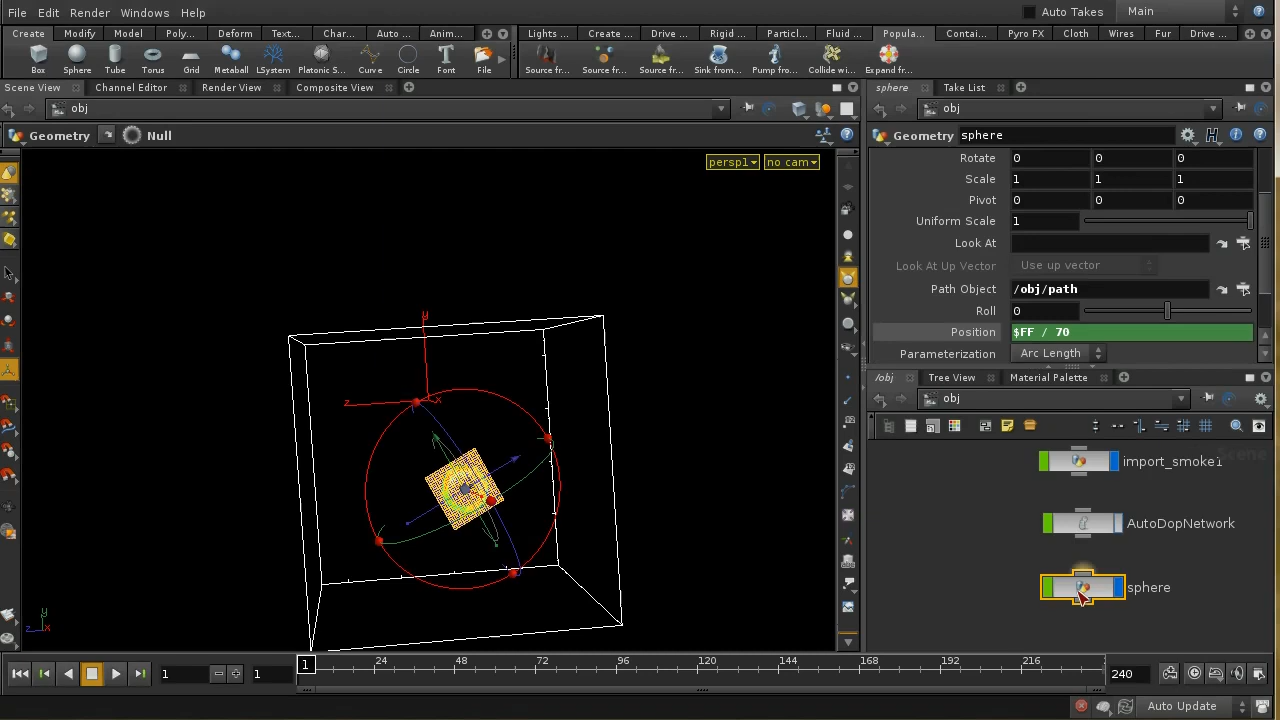 File Edit Render Windows Help Auto Takes Main
Create Modify Model Poly... Deform Text... Char... Auto ... Anim... Lights ... Create ... Drive ... Rigid ... Particl... Fluid ... Popula... Contai... Pyro FX Cloth Wires Fur Drive ...
Box Sphere Tube Torus Grid Metaball LSystem Platonic S... Curve Circle Font File Source fr... Source fr... Source fr... Sink from... Pump fro... Collide wi... Expand fr...
Scene View Channel Editor Render View Composite View
obj
Geometry Null
persp1 no cam
y
z
x
y
z
x
sphere Take List
obj
Geometry sphere
Rotate 0 0 0
Scale 1 1 1
Pivot 0 0 0
Uniform Scale 1
Look At
Look At Up Vector Use up vector
Path Object /obj/path
Roll 0
Position $FF / 70
Parameterization Arc Length
/obj Tree View Material Palette
obj
Scene
import_smoke1
AutoDopNetwork
sphere
1 1 1 24 48 72 96 120 144 168 192 216 240
Auto Update